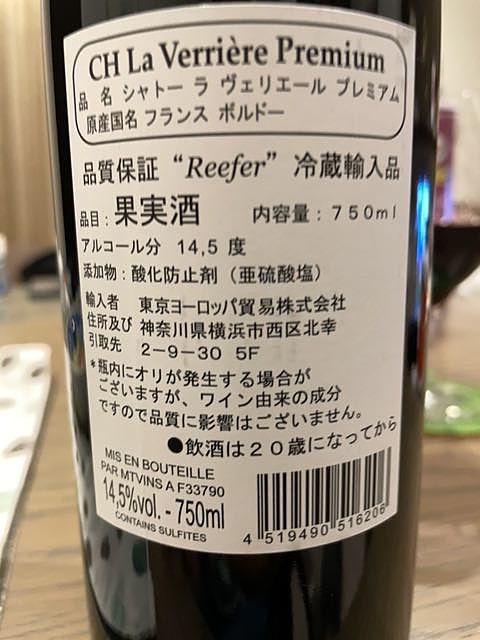 CH La Verrière Premium
品 名 シャトー ラ ヴェリエール プレミアム
原産国名 フランス ボルドー
品質保証 “Reefer” 冷蔵輸入品
品目：果実酒 内容量：７５０ml
アルコール分 14,5 度
添加物：酸化防止剤（亜硫酸塩）
輸入者 東京ヨーロッパ貿易株式会社
住所及び 神奈川県横浜市西区北幸
引取先 ２－９－30 5F
＊瓶内にオリが発生する場合が
ございますが、ワイン由来の成分
ですので品質に影響はございません。
●飲酒は２０歳になってから
MIS EN BOUTEILLE
PAR MTVINS A F33790
14,5%vol. - 750ml
CONTAINS SULFITES
4 519490 516206